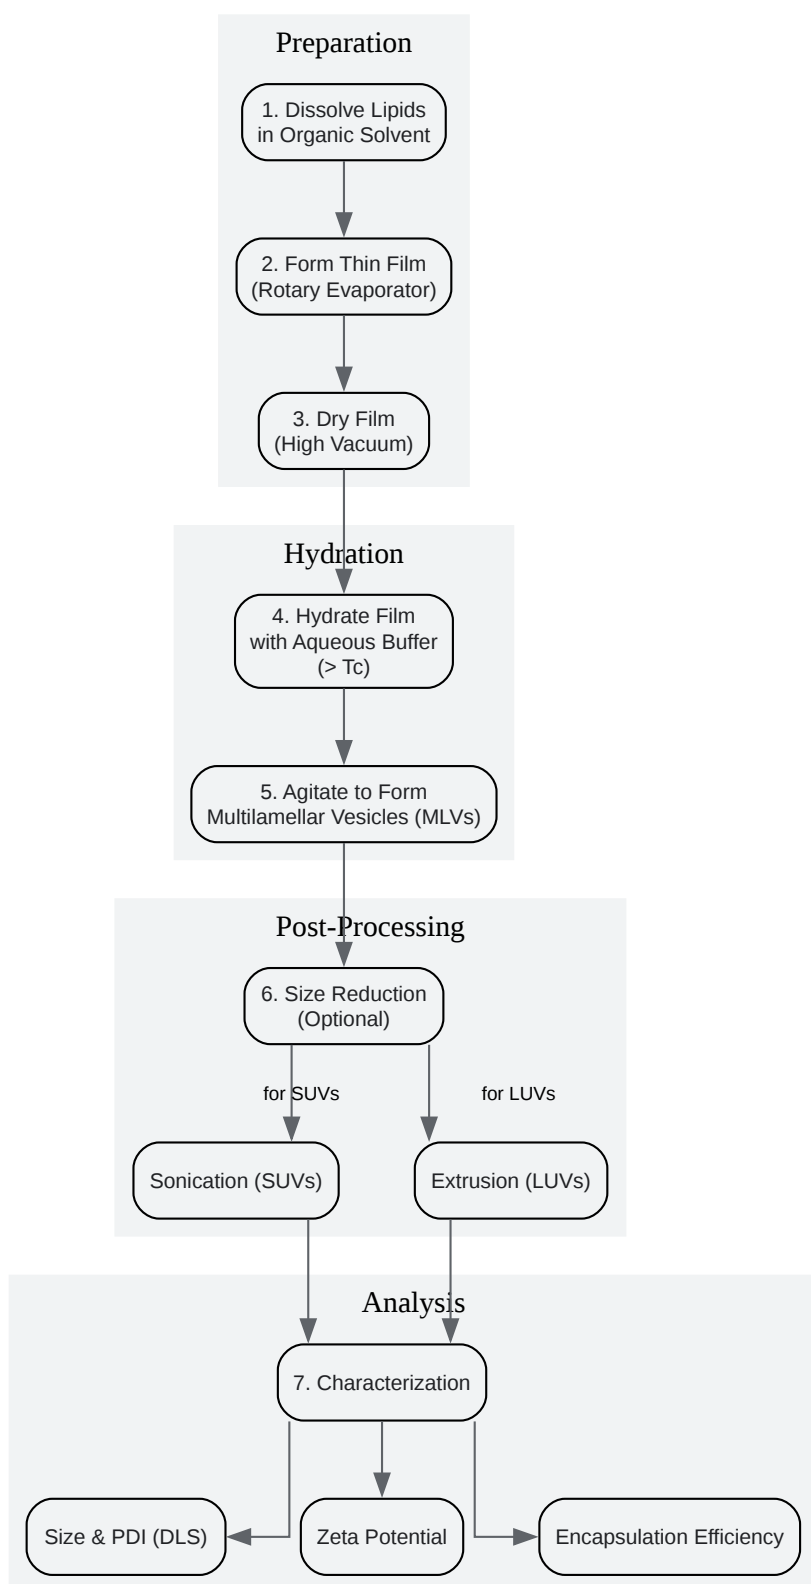 Preparation
1. Dissolve Lipids
in Organic Solvent
2. Form Thin Film
(Rotary Evaporator)
3. Dry Film
(High Vacuum)
Hydration
4. Hydrate Film
with Aqueous Buffer
(> Tc)
5. Agitate to Form
Multilamellar Vesicles (MLVs)
Post-Processing
6. Size Reduction
(Optional)
for SUVs
for LUVs
Sonication (SUVs)
Extrusion (LUVs)
Analysis
7. Characterization
Size & PDI (DLS)
Zeta Potential
Encapsulation Efficiency